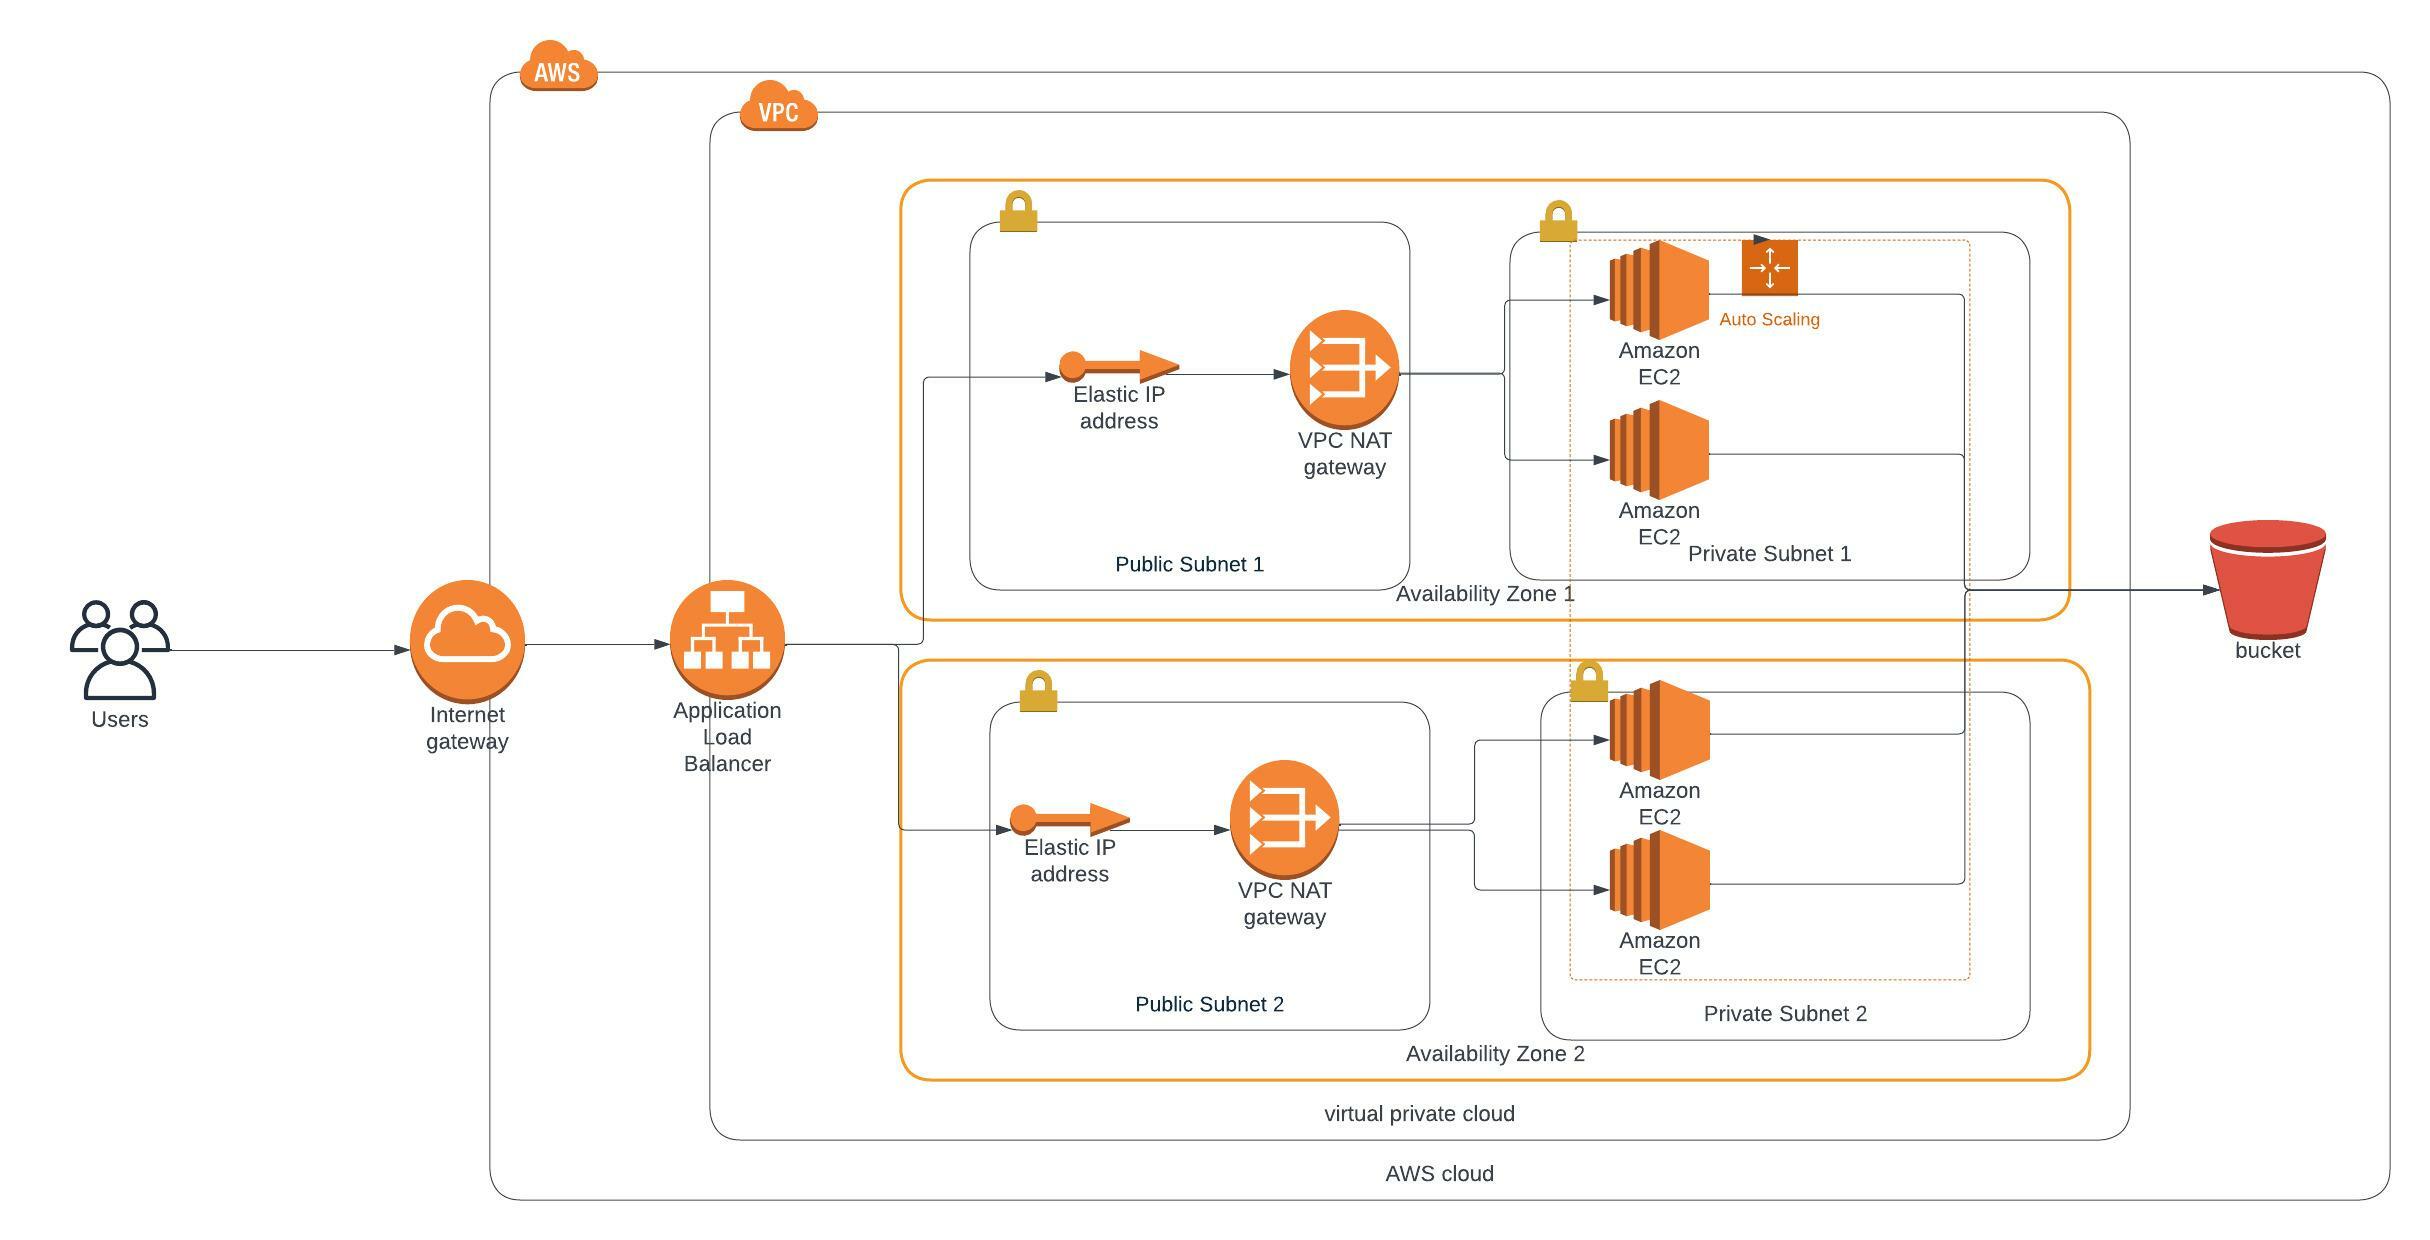 AWS
VPC
Auto Scaling
Amazon
EC2
Elastic IP
address
VPC NAT
gateway
Amazon
EC2
Private Subnet 1
Public Subnet 1
Availability Zone 1
Users
Internet
gateway
Application
Load
Balancer
bucket
Amazon
EC2
Elastic IP
address
VPC NAT
gateway
Amazon
EC2
Public Subnet 2
Private Subnet 2
Availability Zone 2
virtual private cloud
AWS cloud